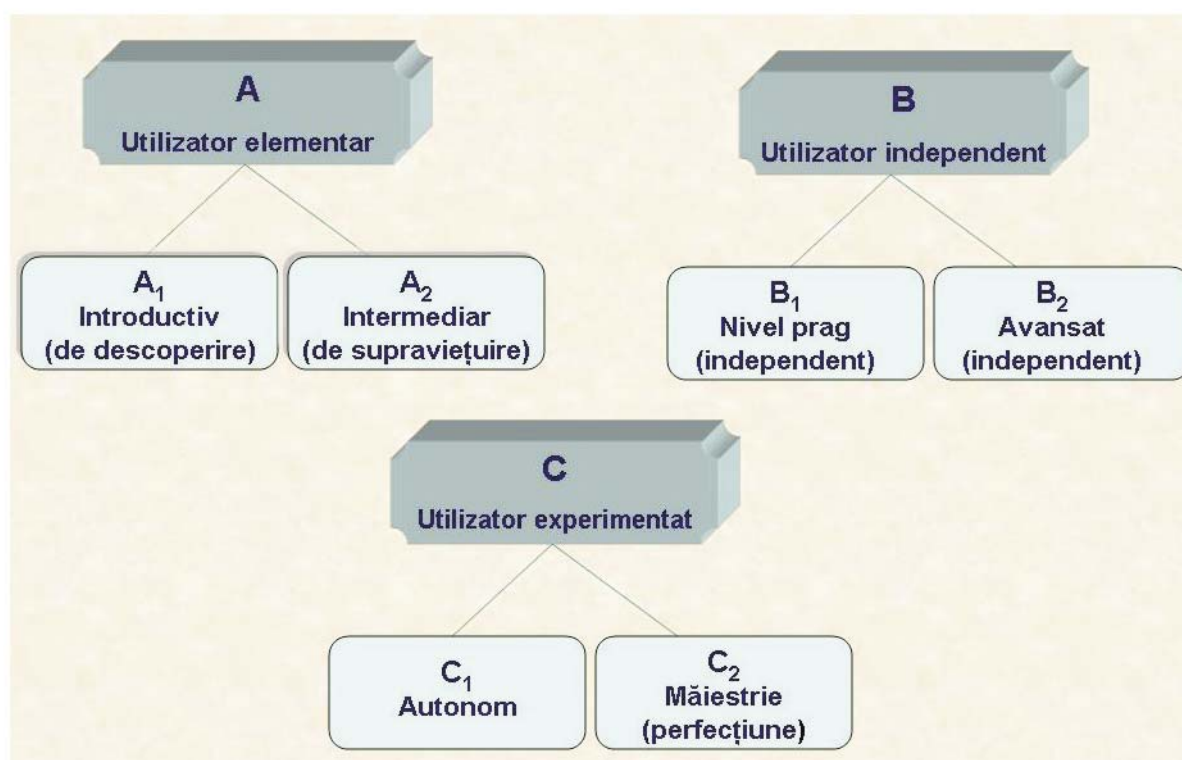 A
Utilizator elementar
A₁
Introductiv
(de descoperire)
A₂
Intermediar
(de supraviețuire)
B
Utilizator independent
B₁
Nivel prag
(independent)
B₂
Avansat
(independent)
C
Utilizator experimentat
C₁
Autonom
C₂
Măiestrie
(perfecțiune)